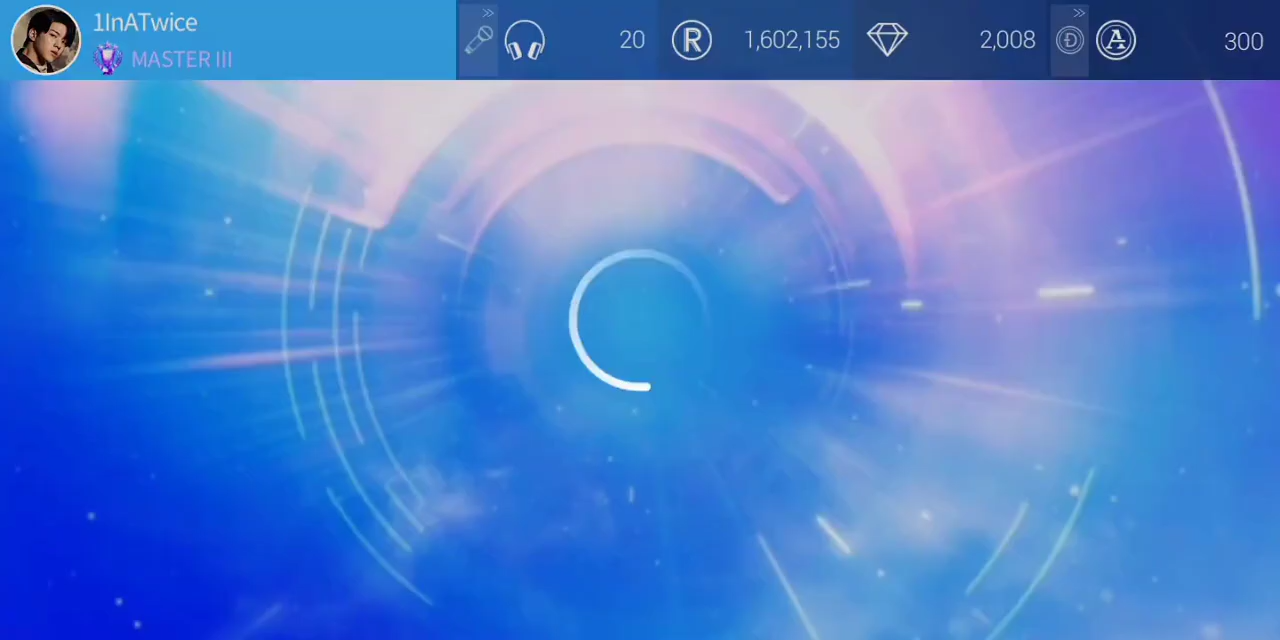 1InATwice
MASTER III
20
R
1,602,155
2,008
Đ
A
300